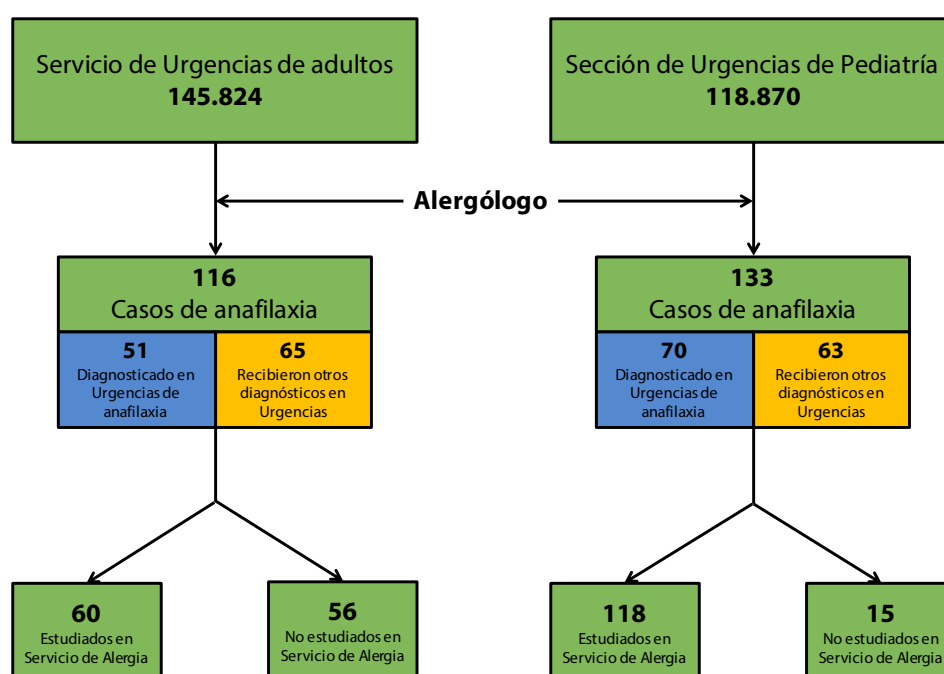 Servicio de Urgencias de adultos
145.824
Sección de Urgencias de Pediatría
118.870
Alergólogo
116
Casos de anafilaxia
51
Diagnosticado en
Urgencias de
anafilaxia
65
Recibieron otros
diagnósticos en
Urgencias
133
Casos de anafilaxia
70
Diagnosticado en
Urgencias de
anafilaxia
63
Recibieron otros
diagnósticos en
Urgencias
60
Estudiados en
Servicio de Alergia
56
No estudiados en
Servicio de Alergia
118
Estudiados en
Servicio de Alergia
15
No estudiados en
Servicio de Alergia